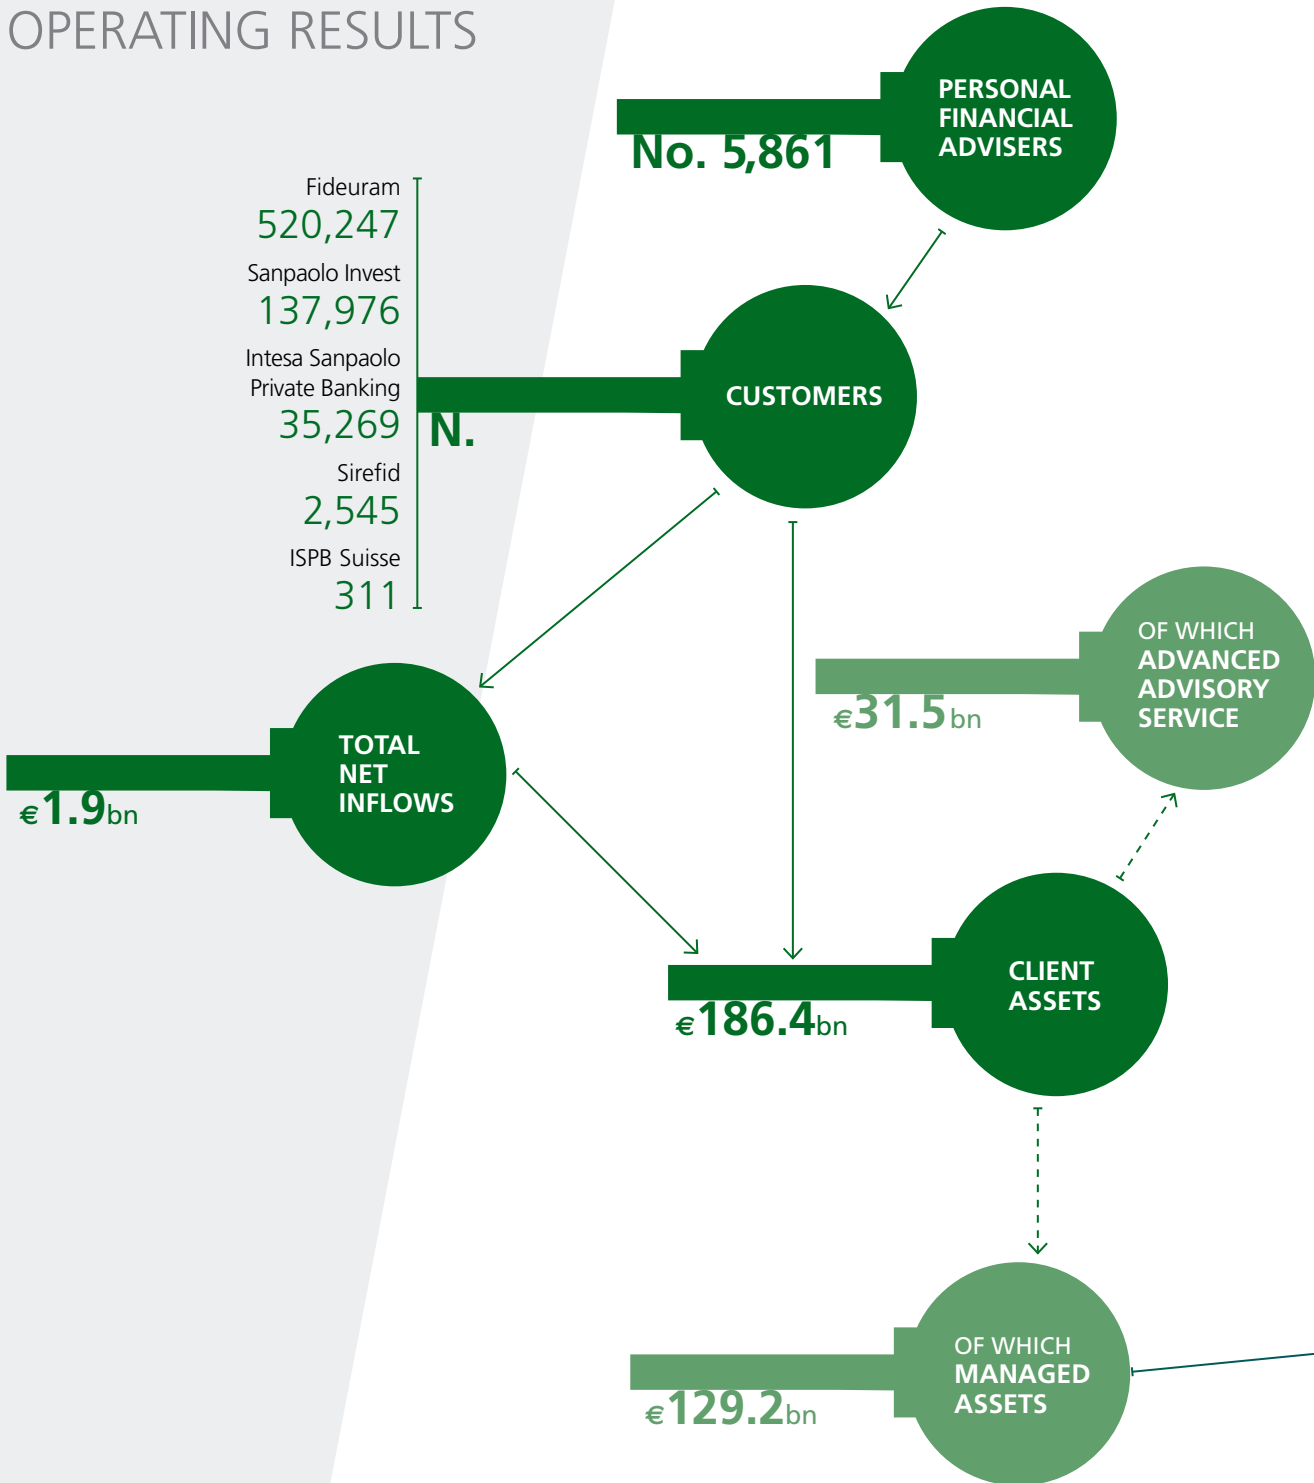 OPERATING RESULTS
PERSONAL
FINANCIAL
ADVISERS
No. 5,861
Fideuram
520,247
Sanpaolo Invest
137,976
Intesa Sanpaolo
Private Banking
35,269
Sirefid
2,545
ISPB Suisse
311
N.
CUSTOMERS
OF WHICH
ADVANCED
ADVISORY
SERVICE
€31.5bn
TOTAL
NET
INFLOWS
€1.9bn
CLIENT
ASSETS
€186.4bn
OF WHICH
MANAGED
ASSETS
€129.2bn